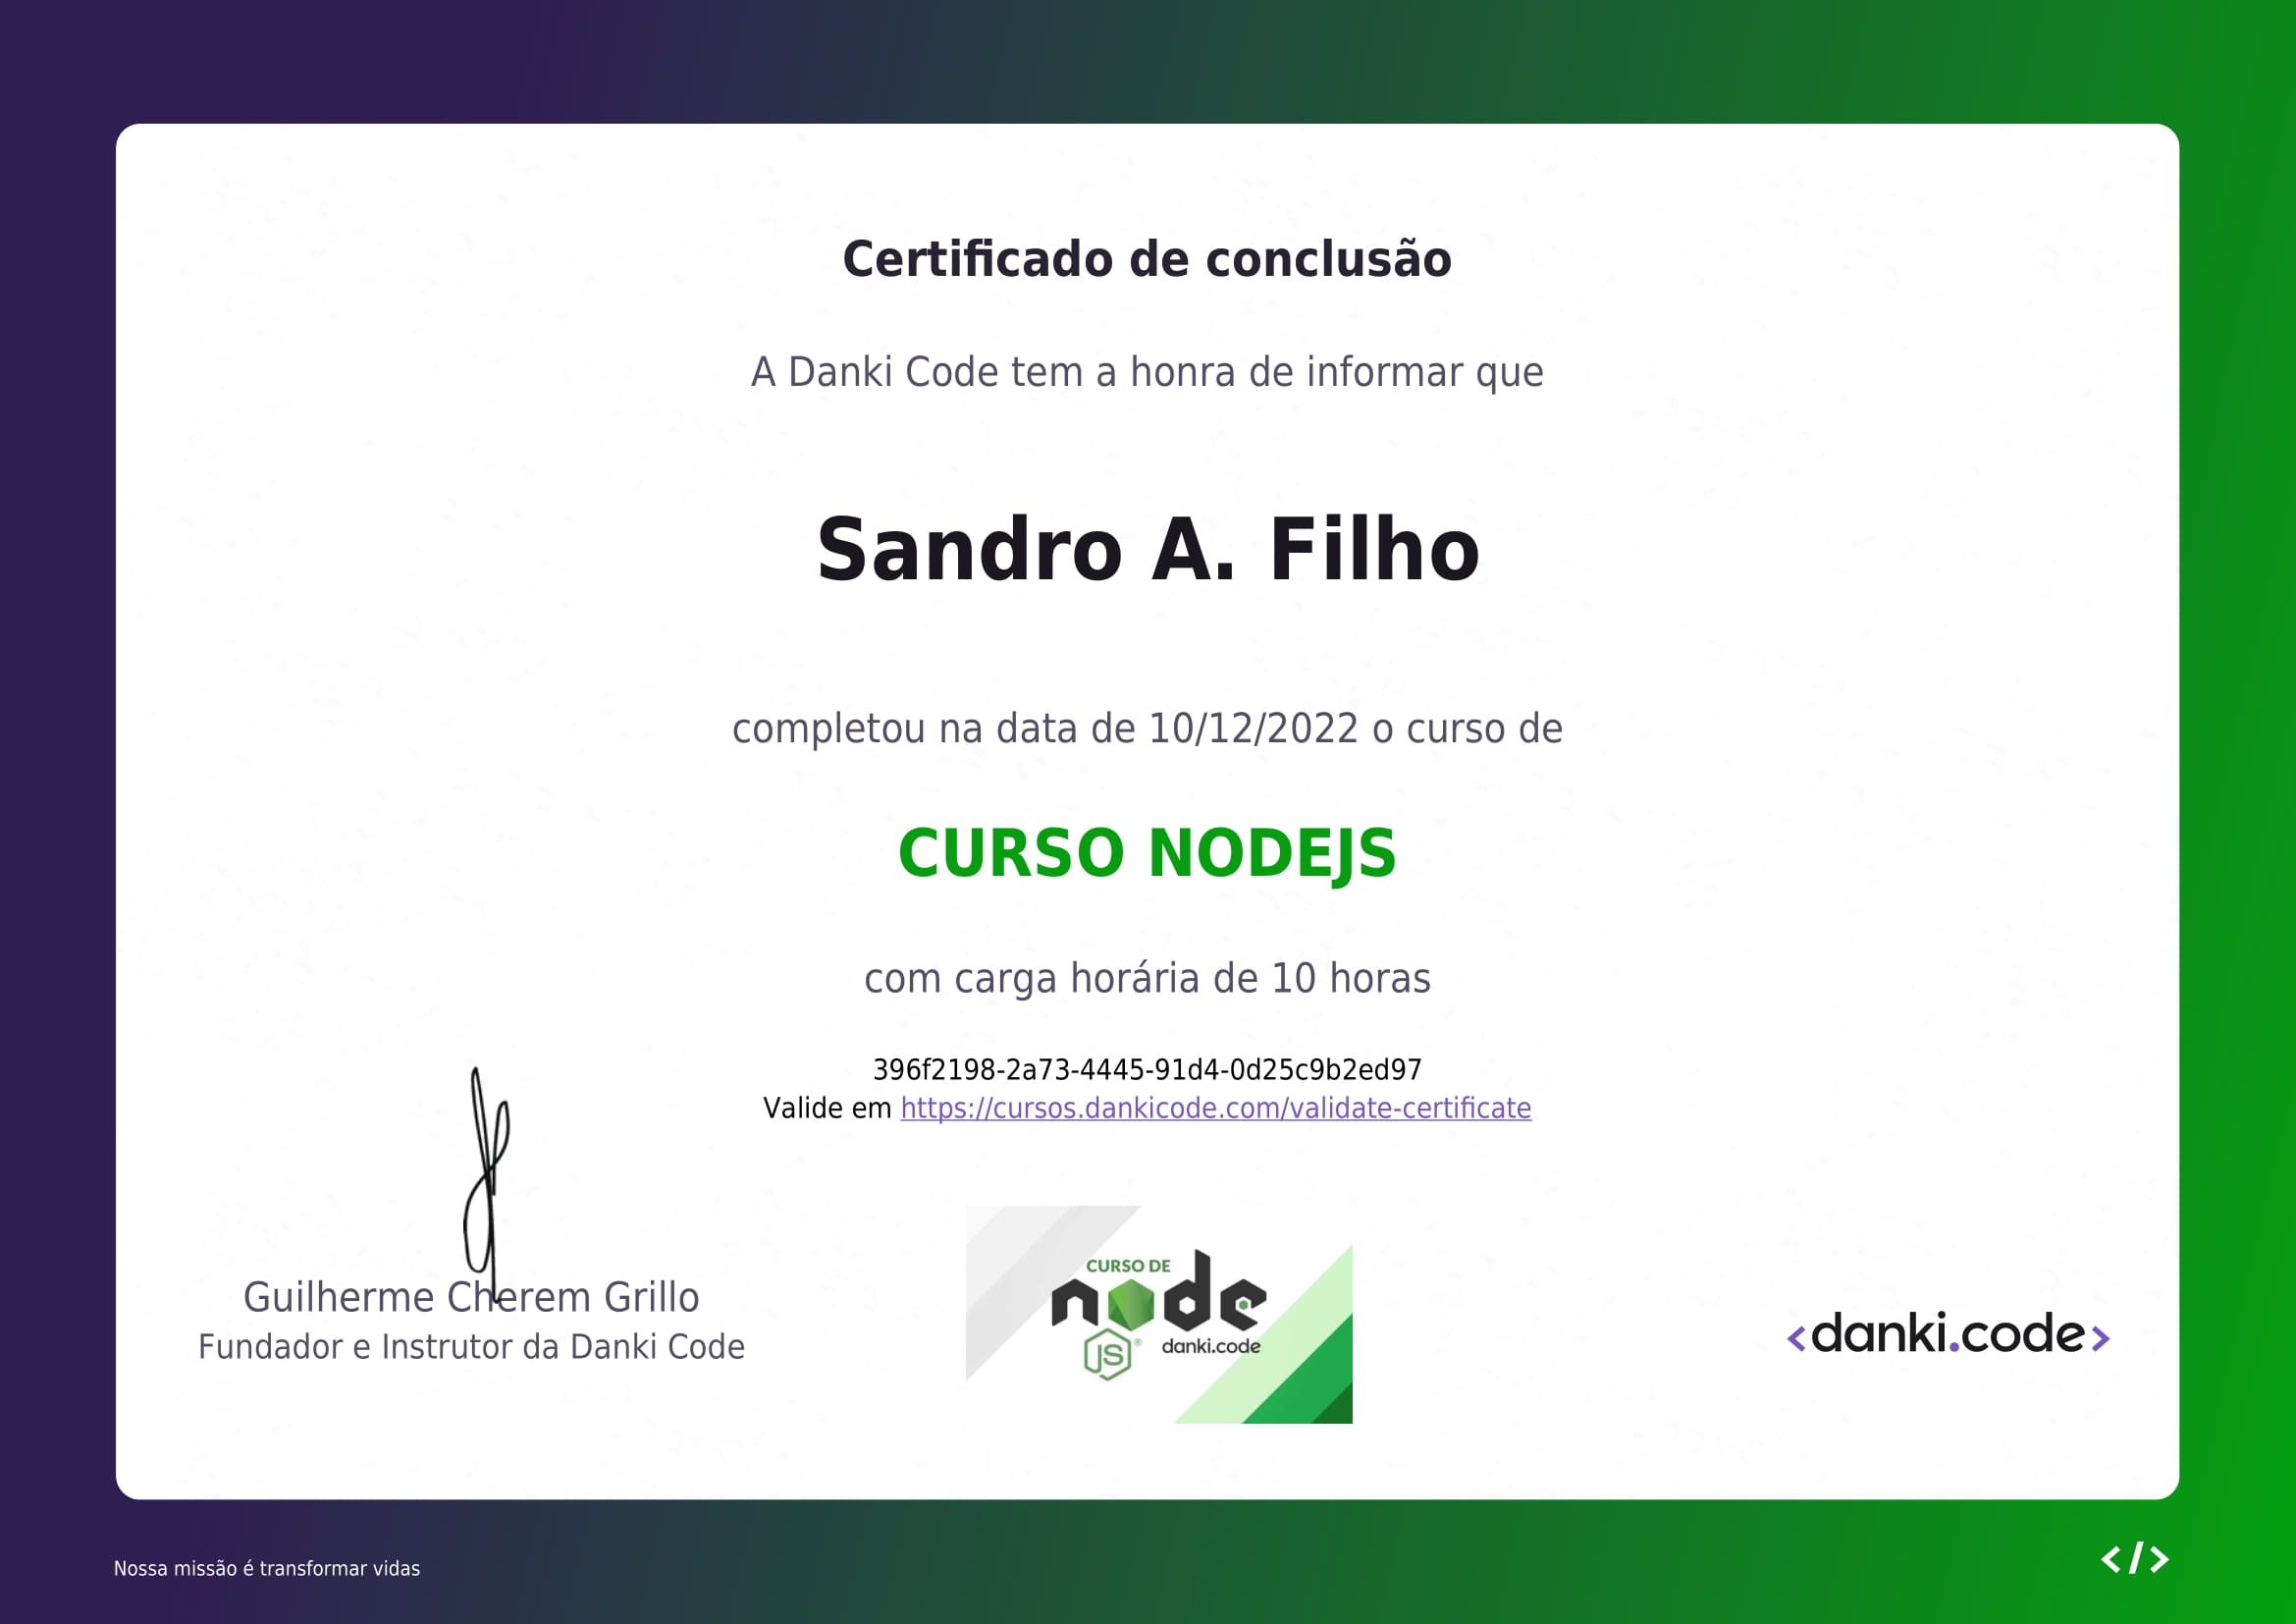 Certificado de conclusão
A Danki Code tem a honra de informar que
Sandro A. Filho
completou na data de 10/12/2022 o curso de
CURSO NODEJS
com carga horária de 10 horas
396f2198-2a73-4445-91d4-0d25c9b2ed97
Valide em https://cursos.dankicode.com/validate-certificate
Guilherme Cherem Grillo
Fundador e Instrutor da Danki Code
CURSO DE
node
JS ® danki.code
<danki.code>
Nossa missão é transformar vidas
</>